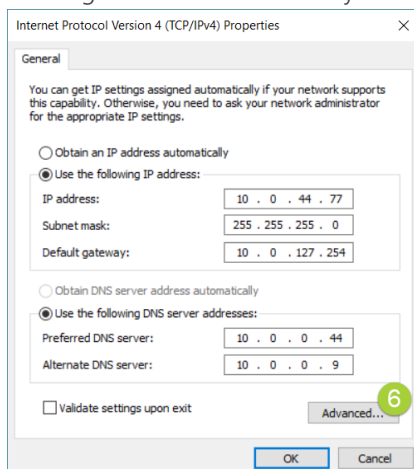 Internet Protocol Version 4 (TCP/IPv4) Properties
General
You can get IP settings assigned automatically if your network supports
this capability. Otherwise, you need to ask your network administrator
for the appropriate IP settings.
Obtain an IP address automatically
Use the following IP address:
IP address: 10 . 0 . 44 . 77
Subnet mask: 255 . 255 . 255 . 0
Default gateway: 10 . 0 . 127 . 254
Obtain DNS server address automatically
Use the following DNS server addresses:
Preferred DNS server: 10 . 0 . 0 . 44
Alternate DNS server: 10 . 0 . 0 . 9
Validate settings upon exit
6
Advanced...
OK Cancel